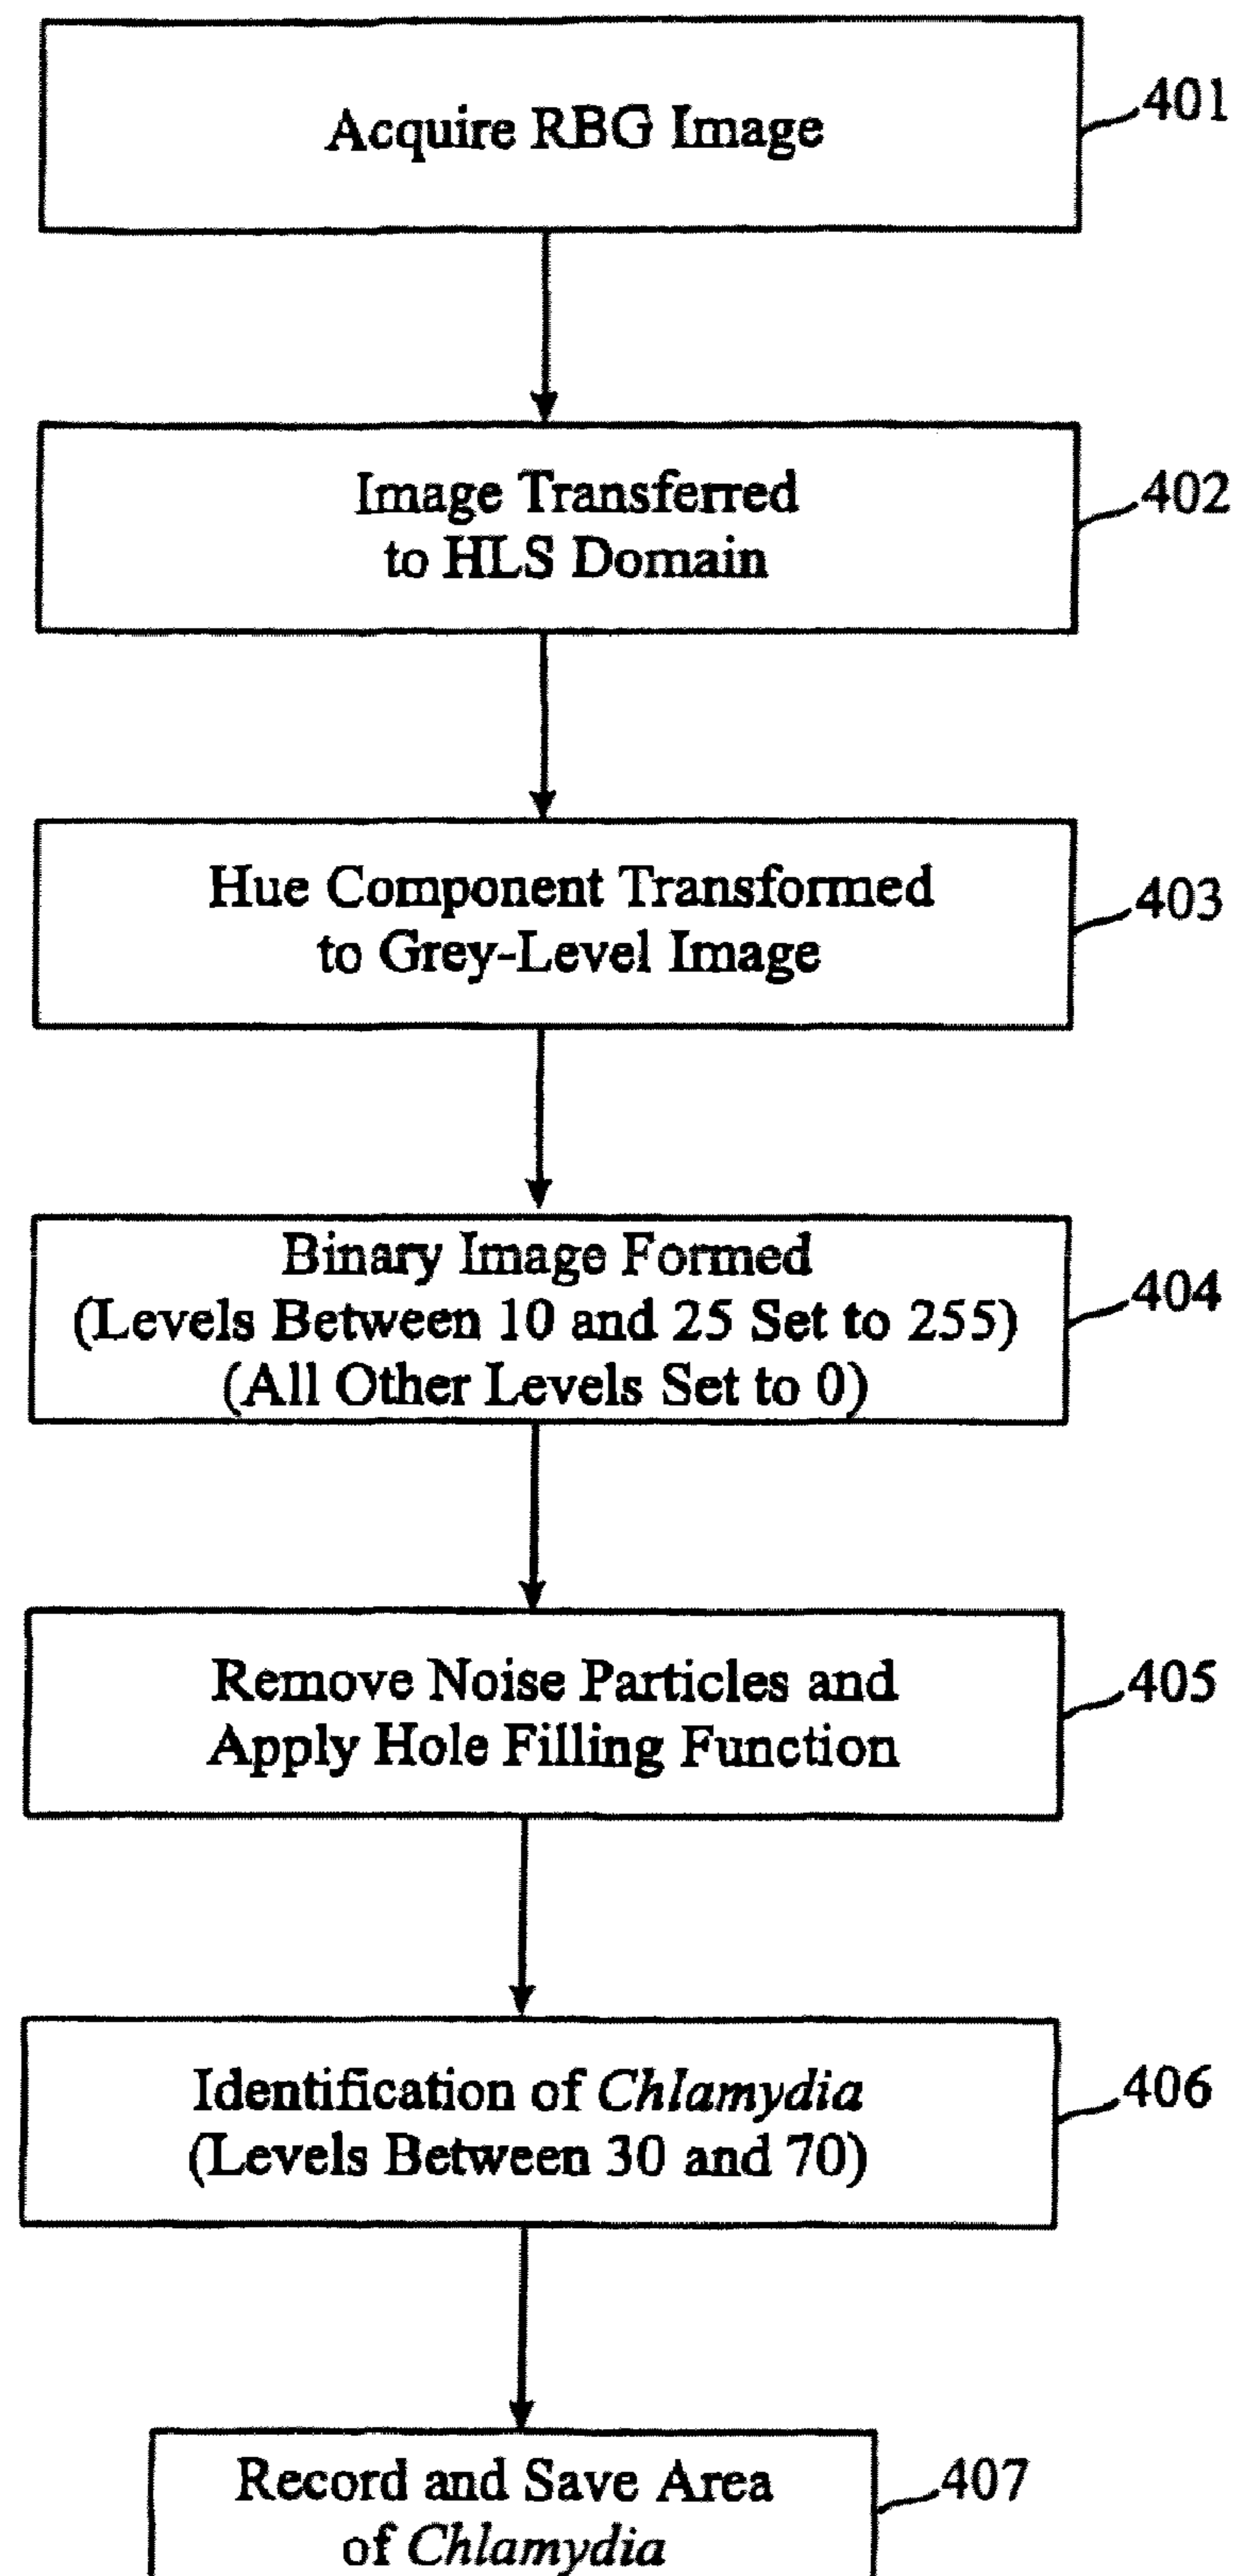 Acquire RBG Image
401
Image Transferred
to HLS Domain
402
Hue Component Transformed
to Grey-Level Image
403
Binary Image Formed
(Levels Between 10 and 25 Set to 255)
(All Other Levels Set to 0)
404
Remove Noise Particles and
Apply Hole Filling Function
405
Identification of Chlamydia
(Levels Between 30 and 70)
406
Record and Save Area
of Chlamydia
407